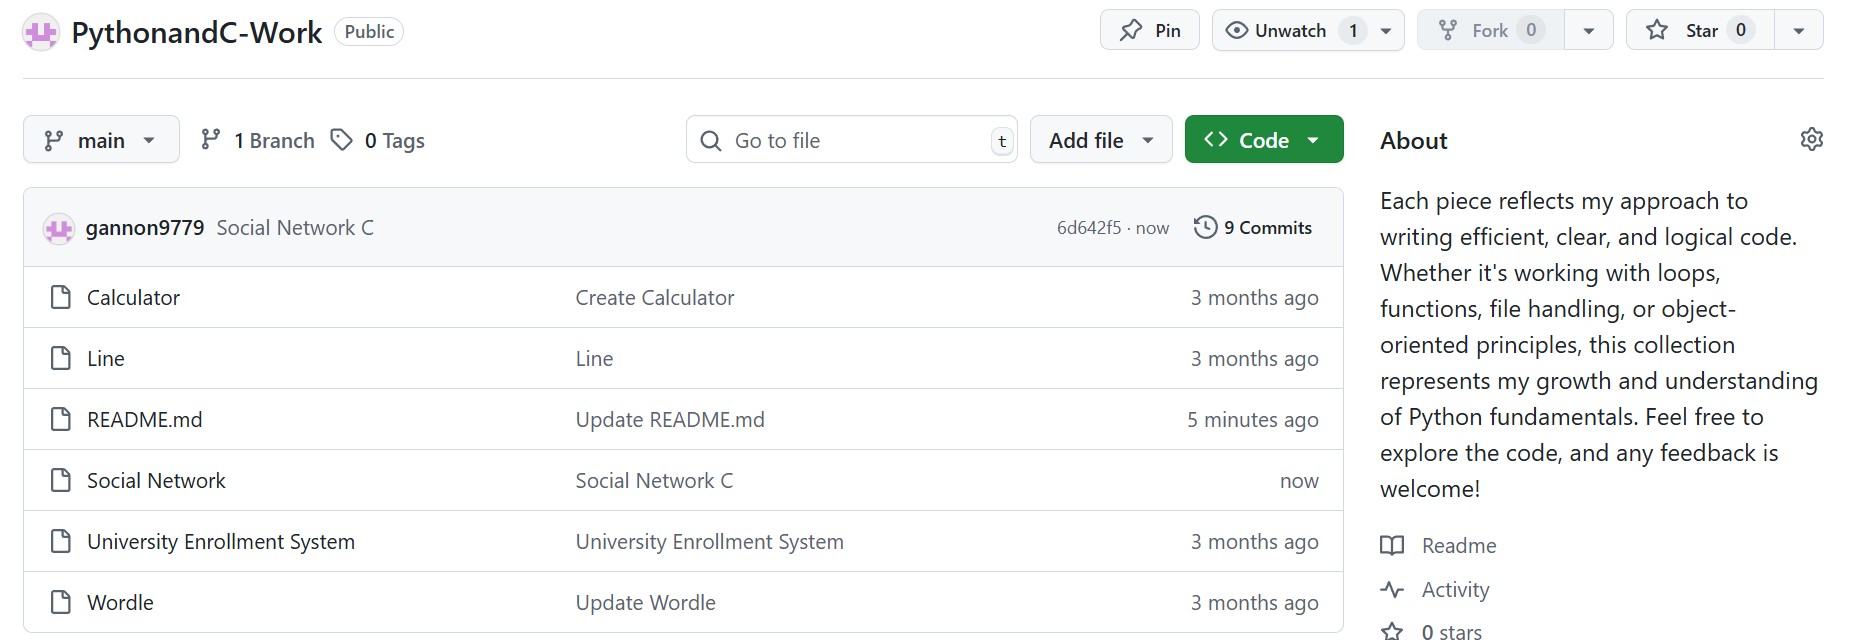 PythonandC-Work Public Pin Unwatch 1 Fork 0 Star 0
main 1 Branch 0 Tags Go to file t Add file Code
gannon9779 Social Network C 6d642f5 · now 9 Commits
Calculator Create Calculator 3 months ago
Line Line 3 months ago
README.md Update README.md 5 minutes ago
Social Network Social Network C now
University Enrollment System University Enrollment System 3 months ago
Wordle Update Wordle 3 months ago
About
Each piece reflects my approach to
writing efficient, clear, and logical code.
Whether it's working with loops,
functions, file handling, or object-
oriented principles, this collection
represents my growth and understanding
of Python fundamentals. Feel free to
explore the code, and any feedback is
welcome!
Readme
Activity
0 stars